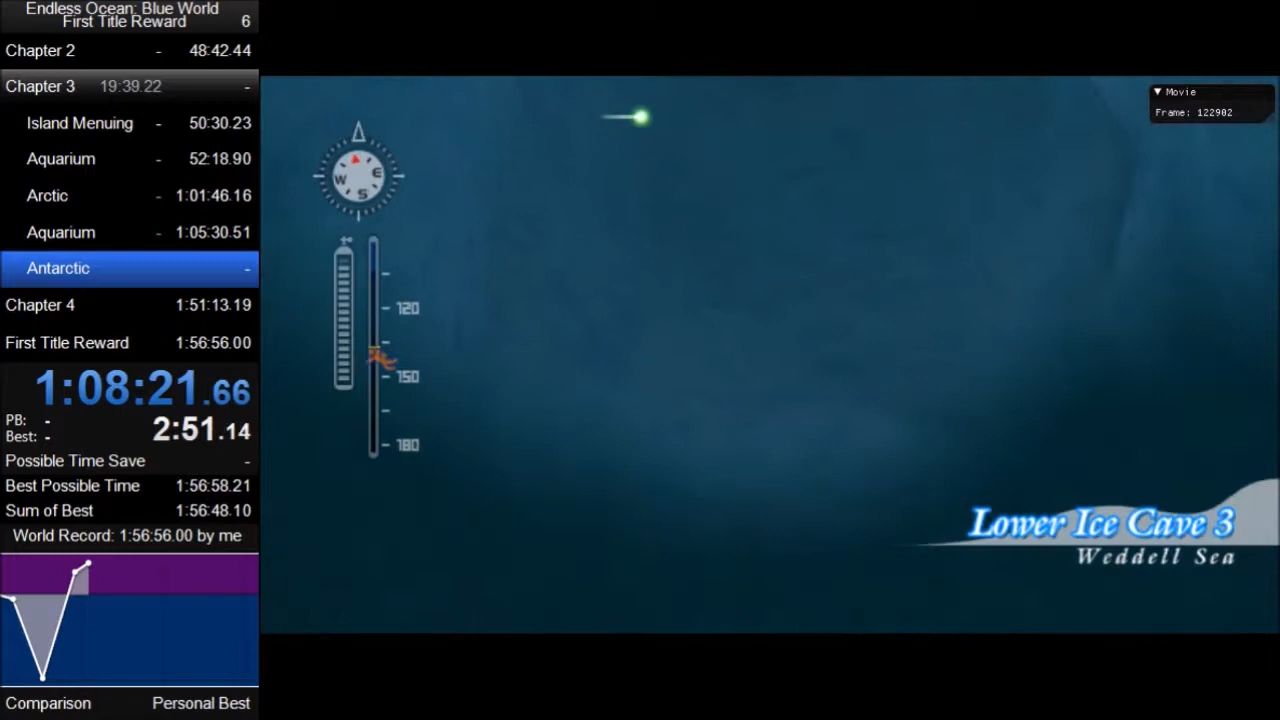 Endless Ocean: Blue World
First Title Reward 6
Chapter 2 - 48:42.44
Chapter 3 19:39.22 -
Island Menuing - 50:30.23
Aquarium - 52:18.90
Arctic - 1:01:46.16
Aquarium - 1:05:30.51
Antarctic -
Chapter 4 1:51:13.19
First Title Reward 1:56:56.00
1:08:21.66
PB: -
Best: - 2:51.14
Possible Time Save -
Best Possible Time 1:56:58.21
Sum of Best 1:56:48.10
World Record: 1:56:56.00 by me
Comparison Personal Best
▼ Movie
Frame: 122902
W E S
120
150
180
Lower Ice Cave 3
Weddell Sea